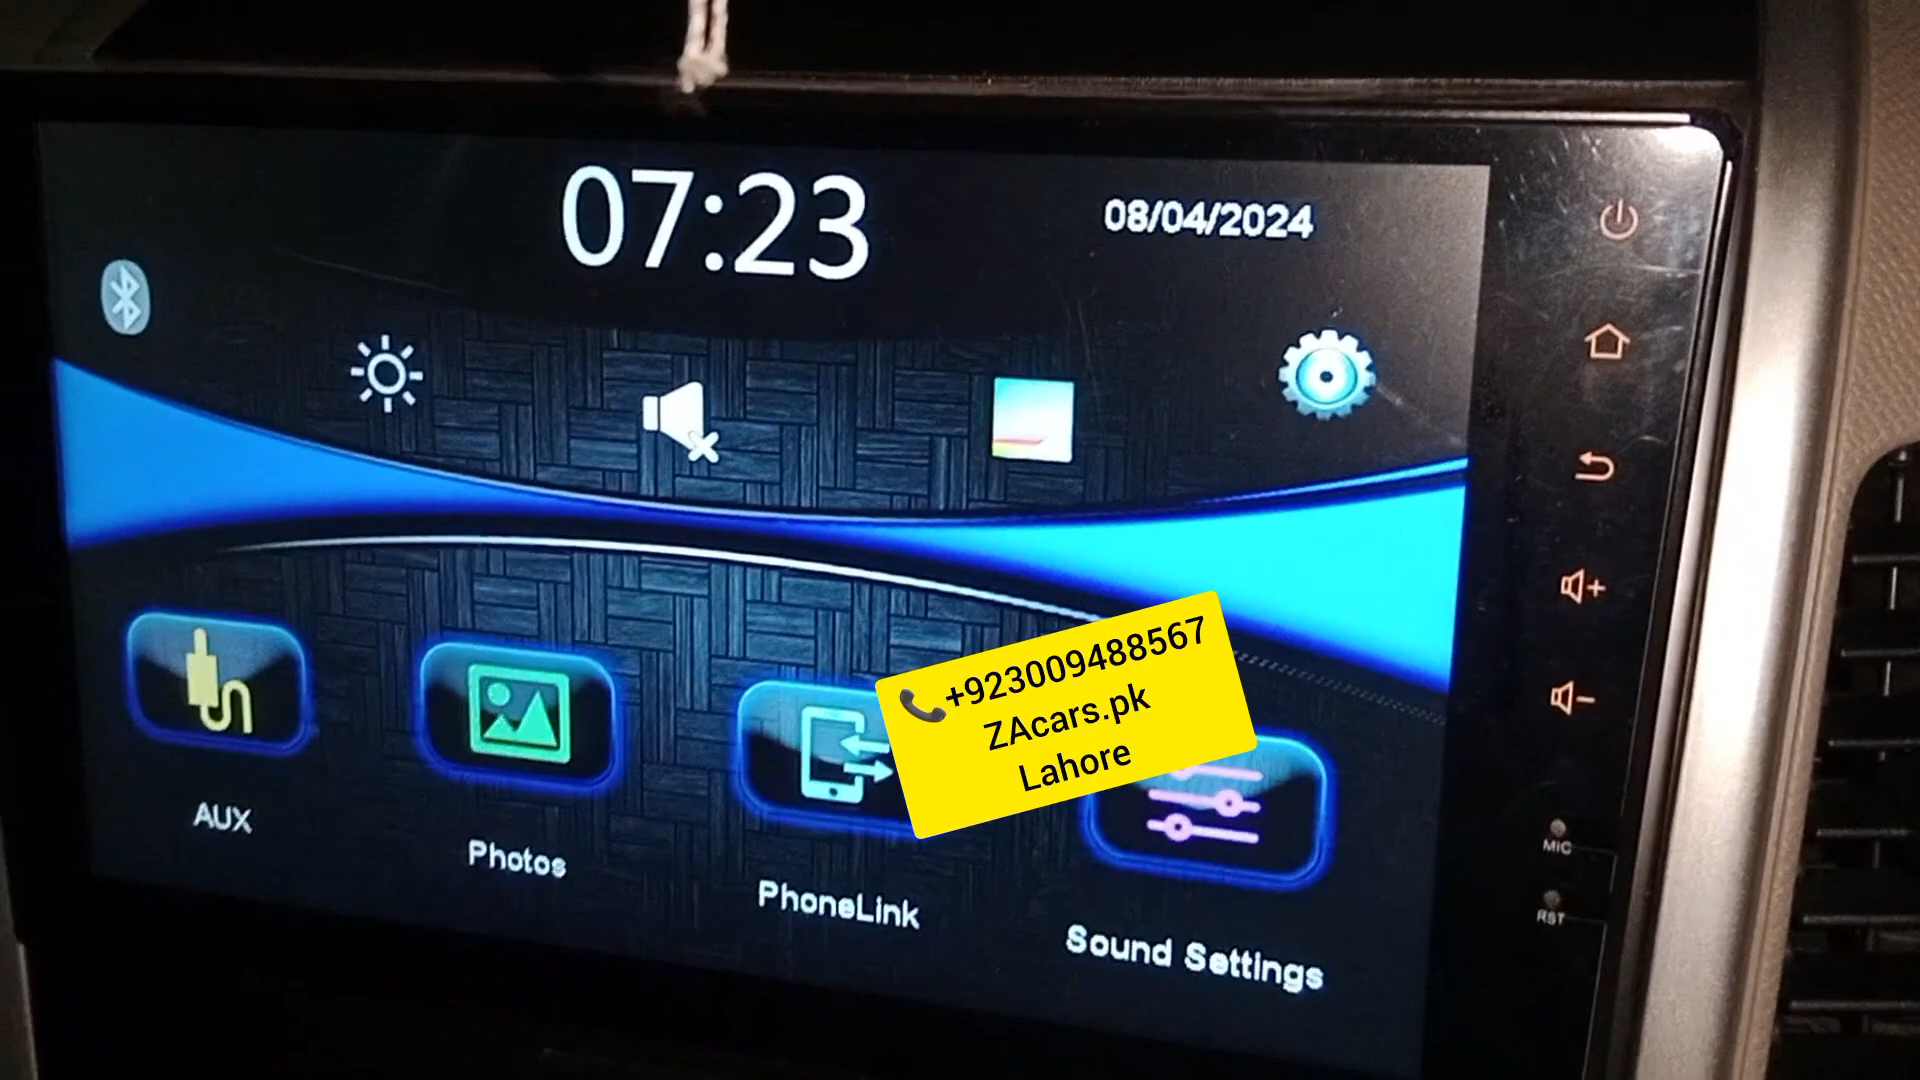 07:23
08/04/2024
+923009488567
ZAcars.pk
Lahore
AUX
Photos
PhoneLink
Sound Settings
MIC
RST